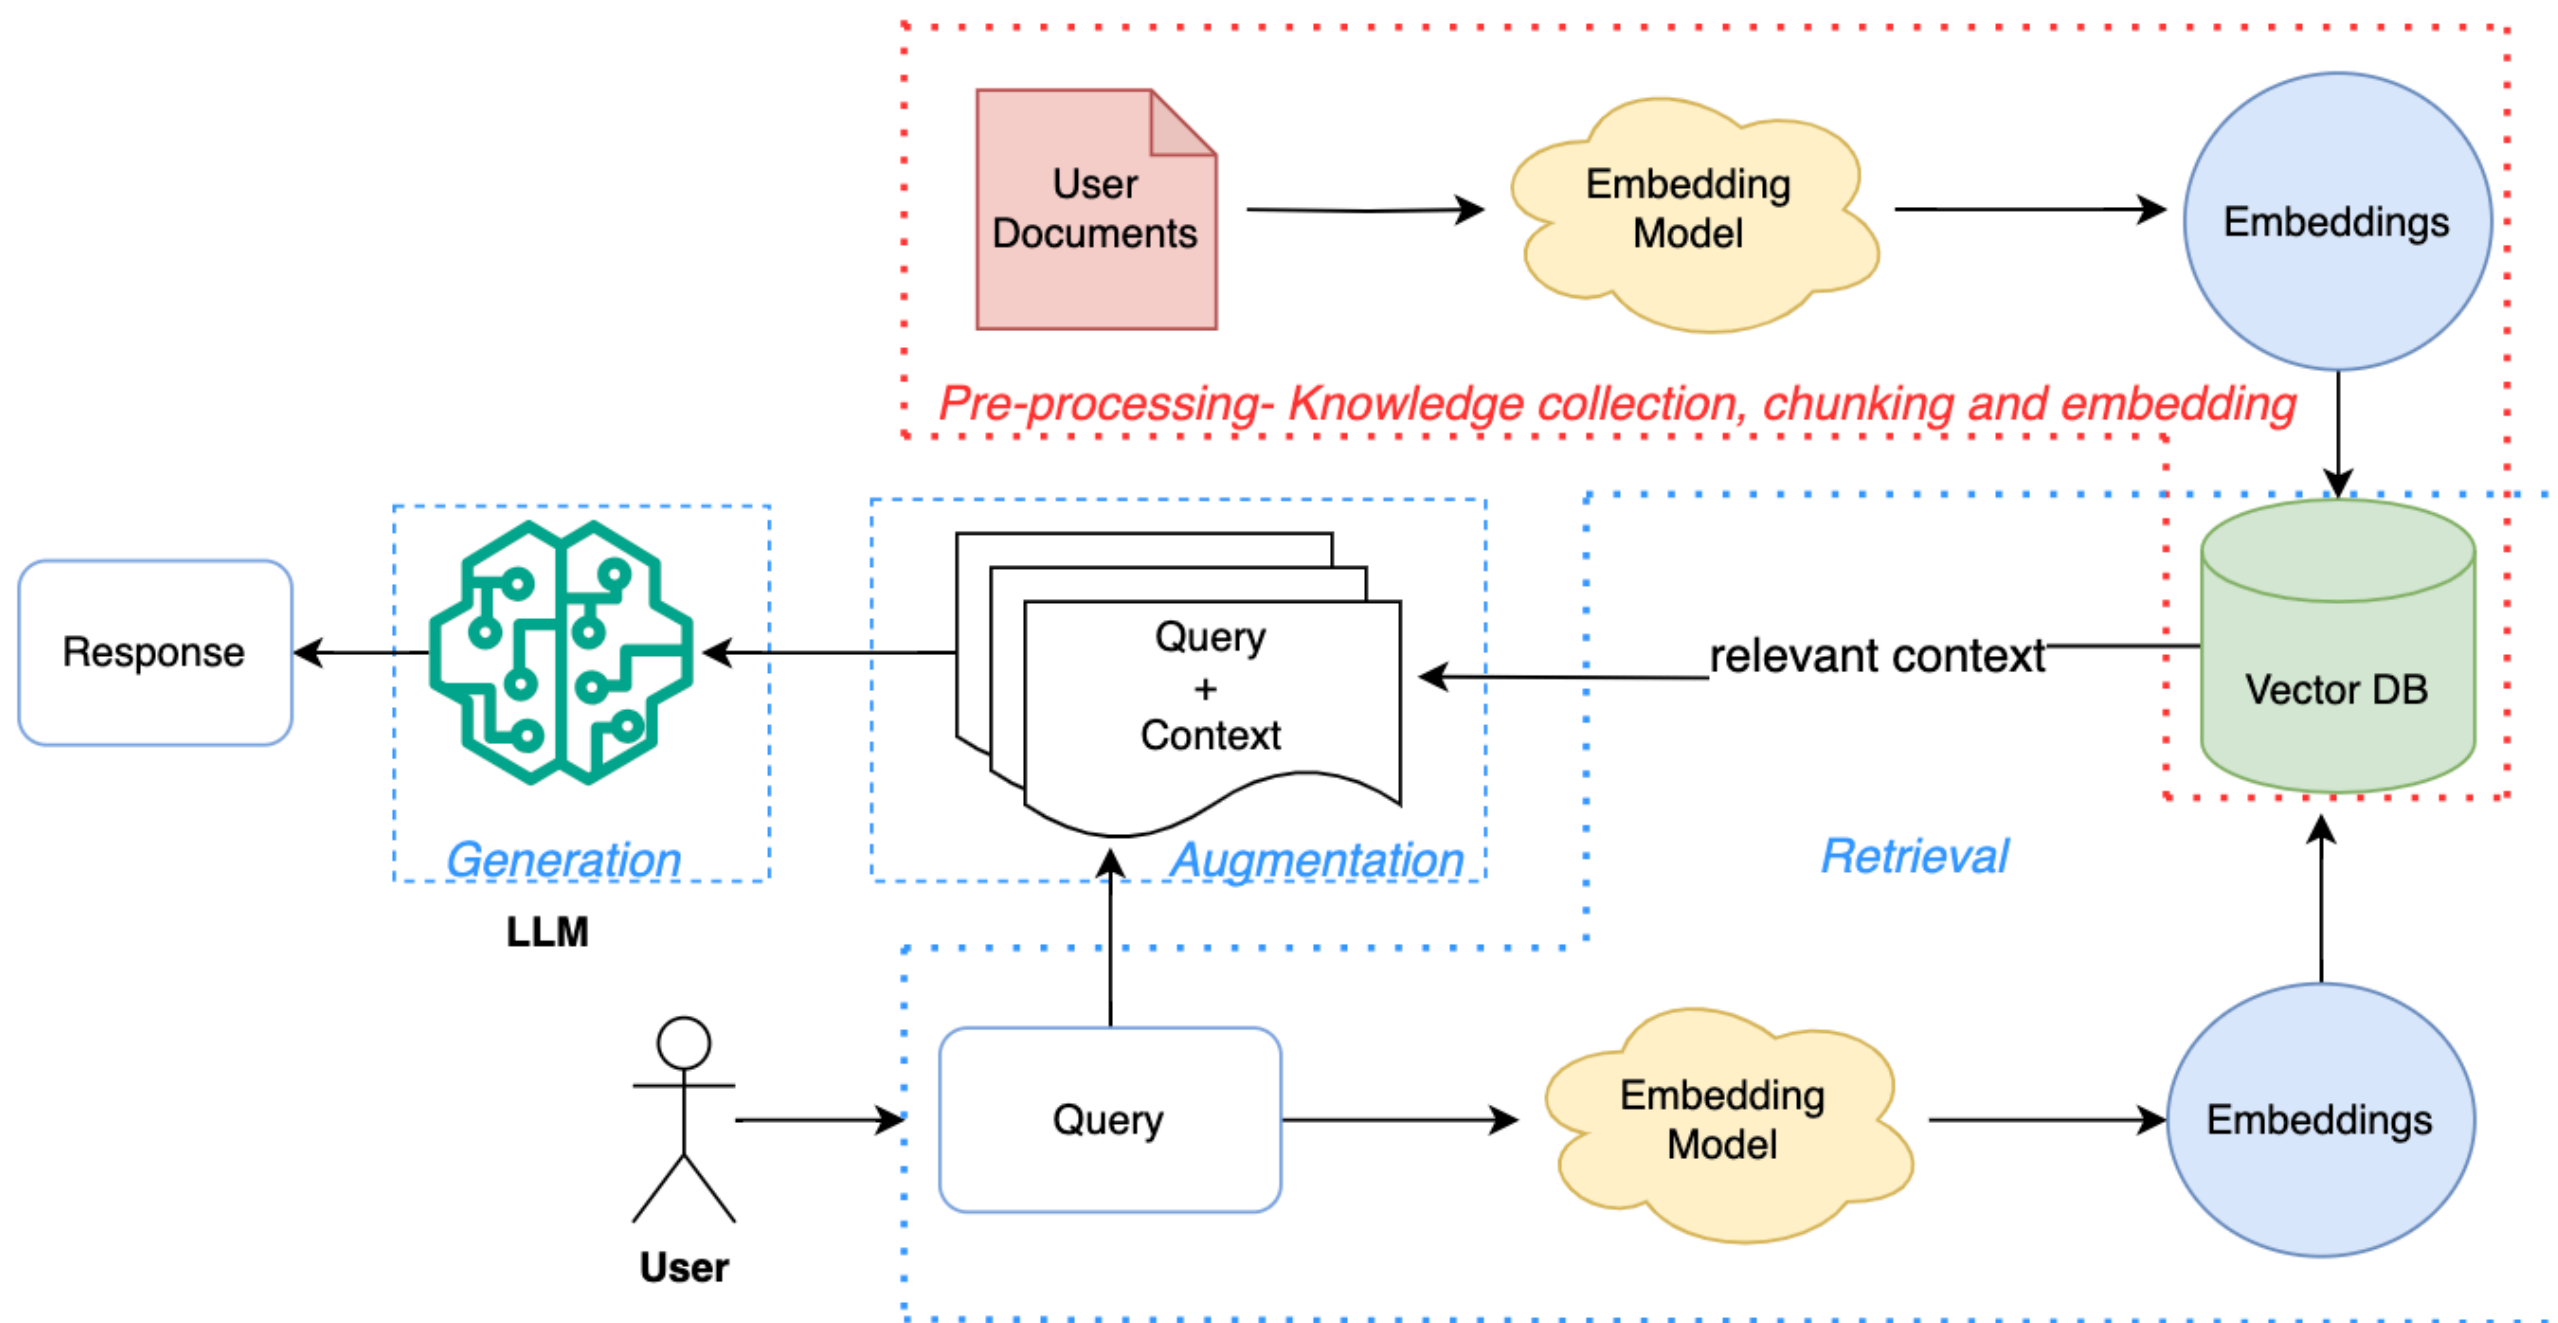 User
Documents
Embedding
Model
Embeddings
Pre-processing- Knowledge collection, chunking and embedding
Response
Generation
LLM
Query
+
Context
Augmentation
relevant context
Vector DB
Retrieval
User
Query
Embedding
Model
Embeddings